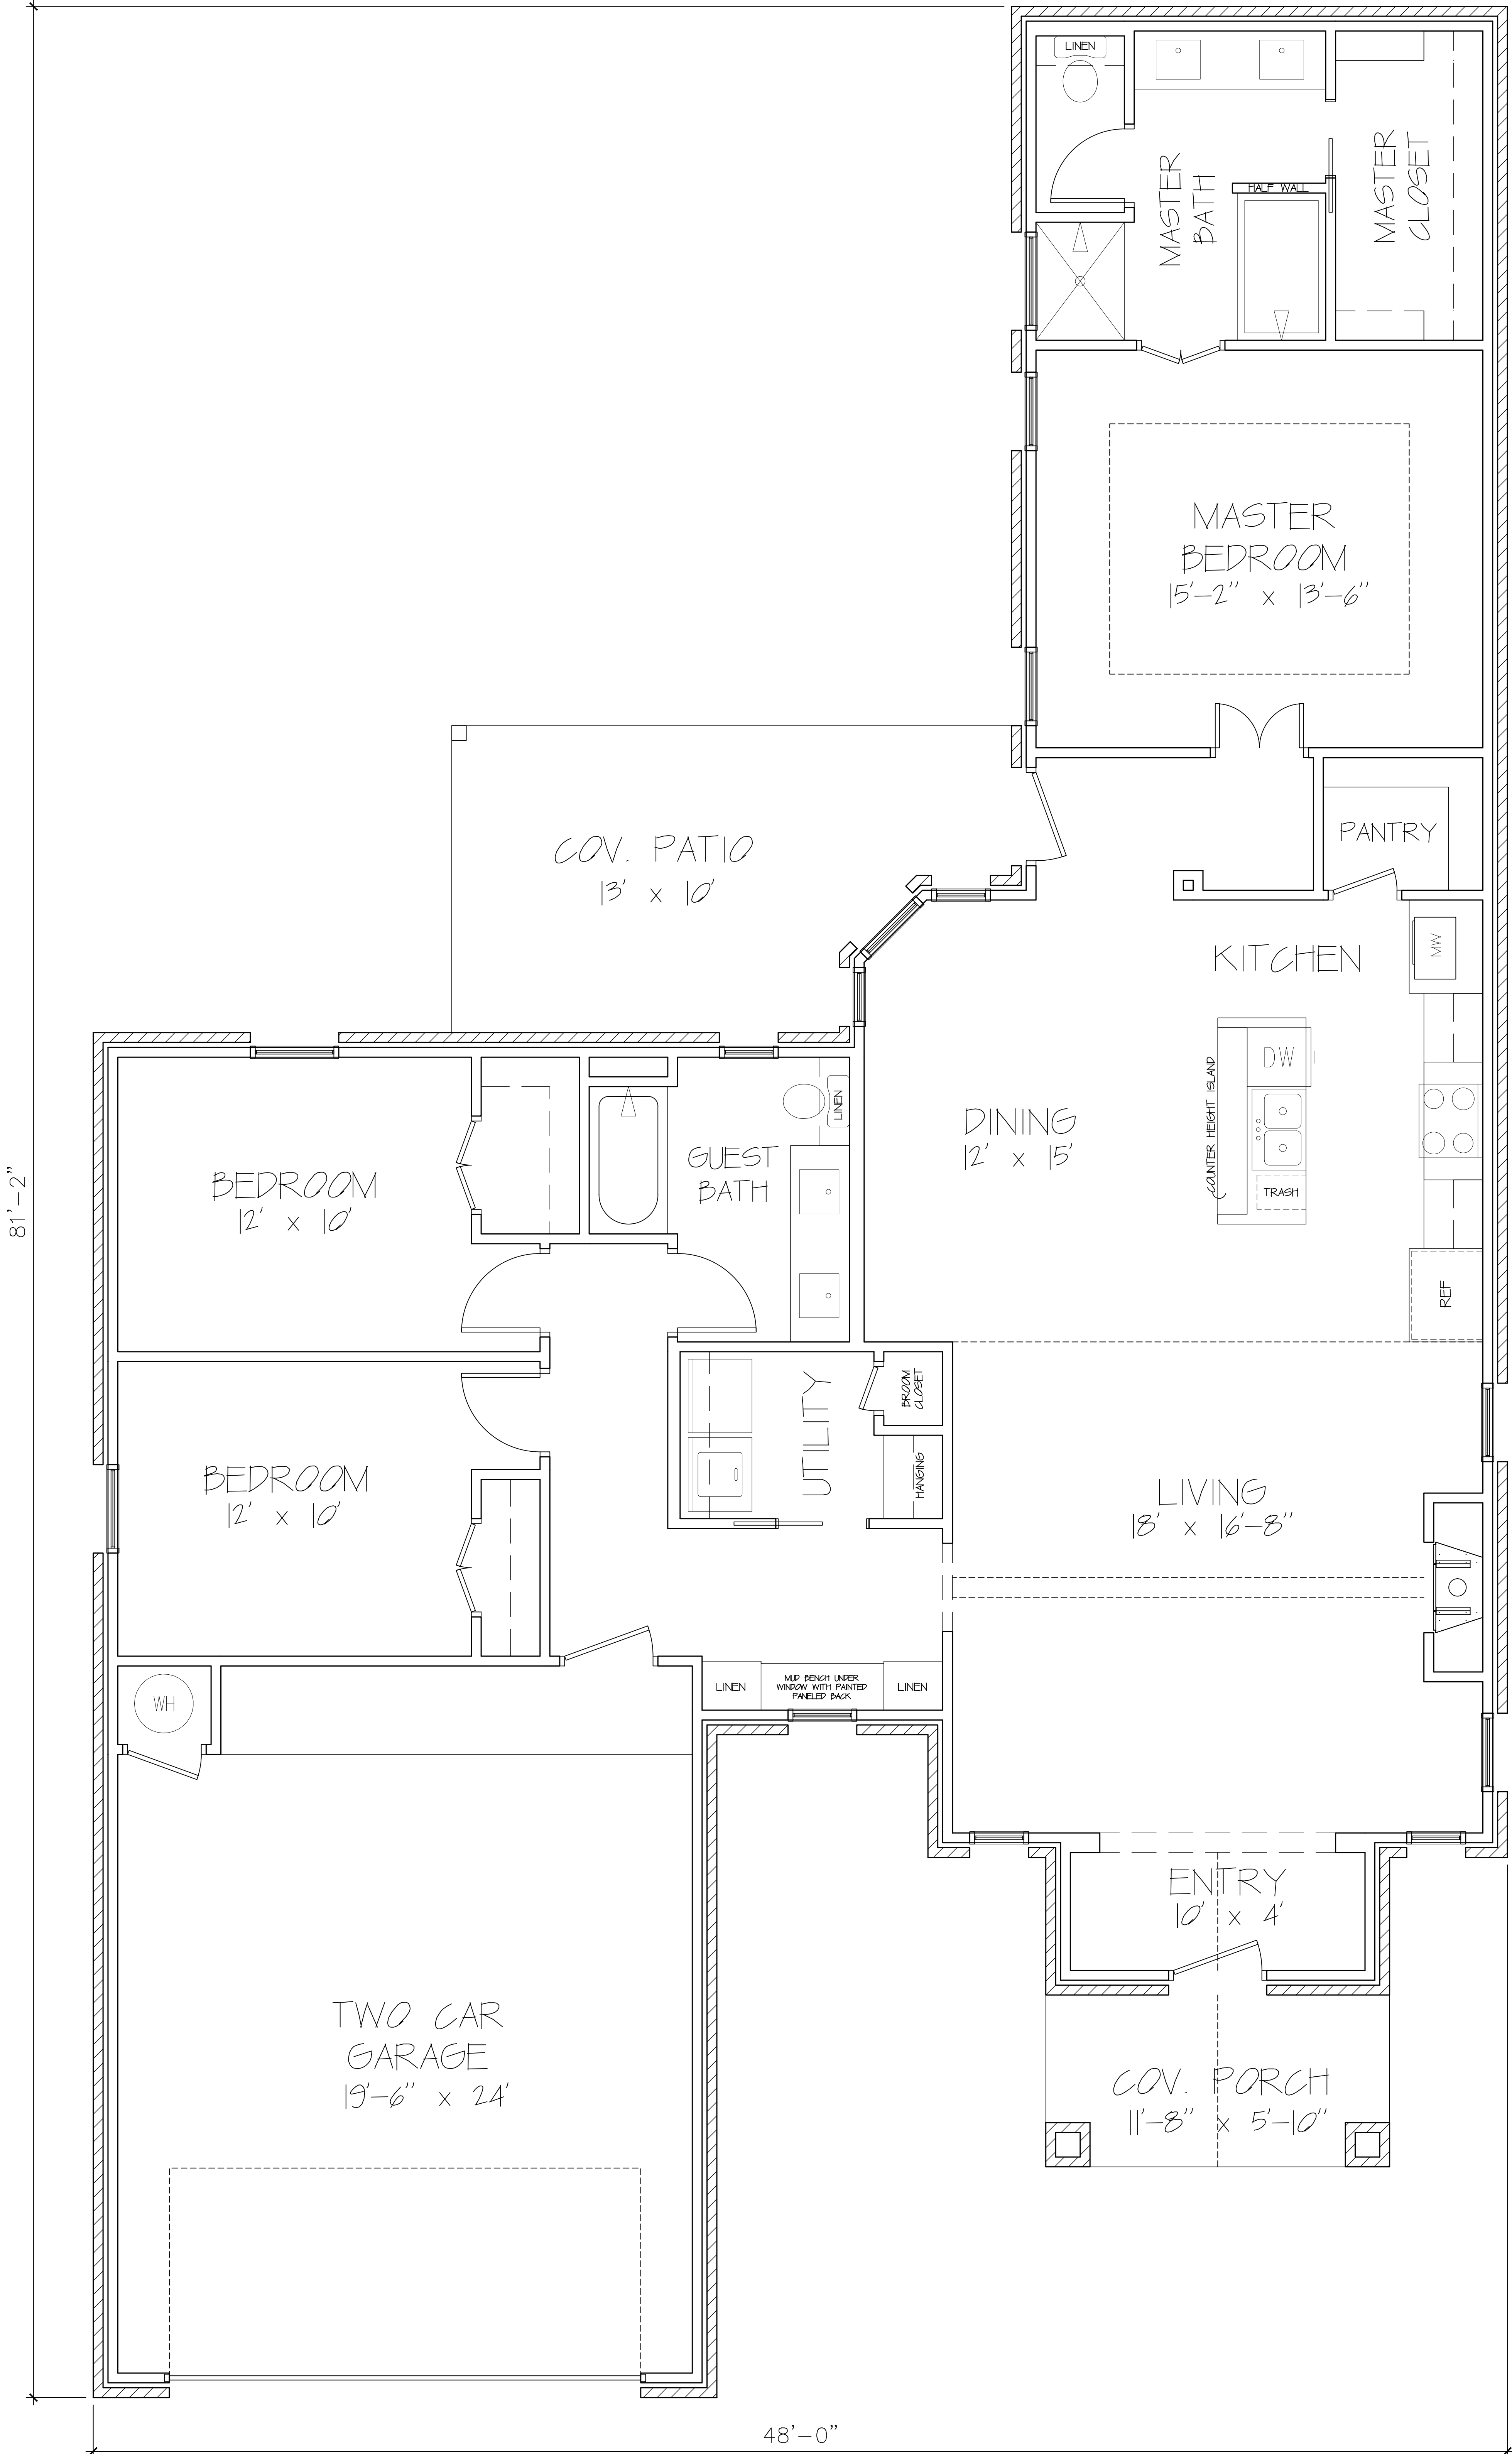 LINEN
MASTER
BATH
HALF WALL
MASTER
CLOSET
MASTER
BEDROOM
15'-2" x 13'-6"
COV. PATIO
13' x 10'
PANTRY
KITCHEN
MW
COUNTER HEIGHT ISLAND
DW
TRASH
REF
DINING
12' x 15'
81'-2"
BEDROOM
12' x 10'
GUEST
BATH
LINEN
BEDROOM
12' x 10'
UTILITY
BROOM
CLOSET
HANGING
LIVING
18' x 16'-8"
WH
LINEN
MUD BENCH UNDER
WINDOW WITH PAINTED
PANELED BACK
LINEN
ENTRY
10' x 4'
TWO CAR
GARAGE
19'-6" x 24'
COV. PORCH
11'-8" x 5'-10"
48'-0"